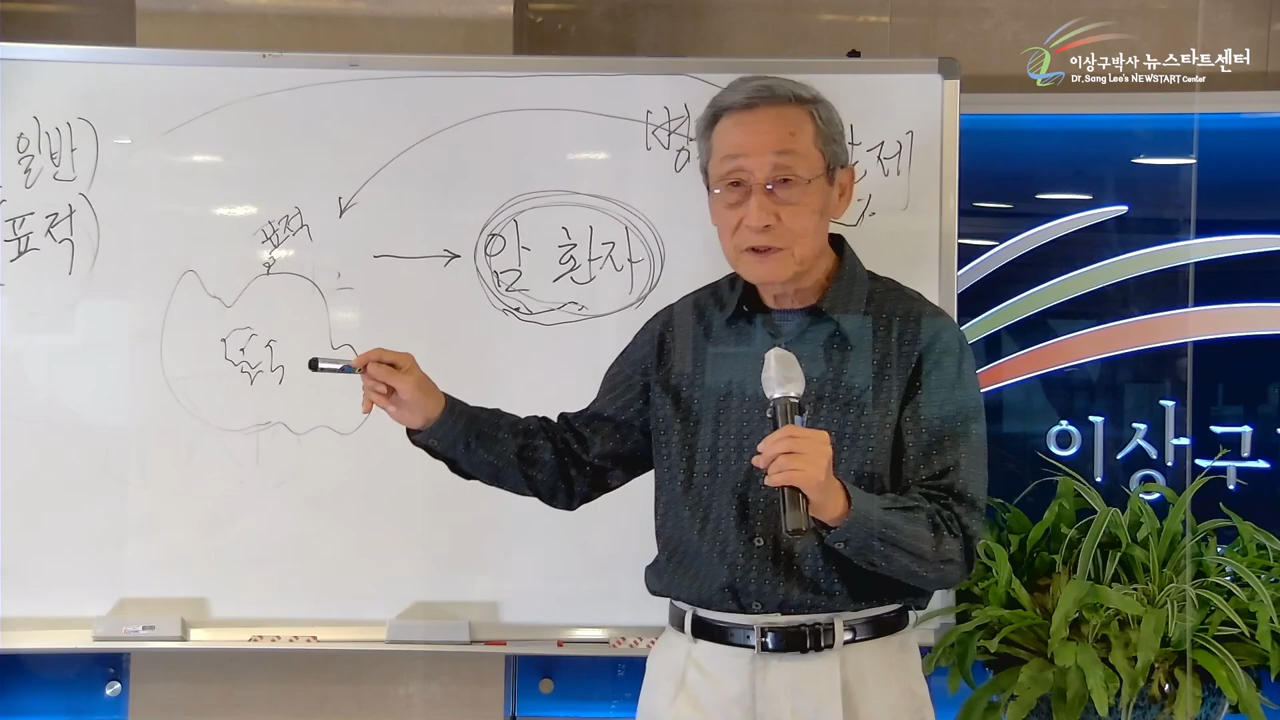 이상구박사 뉴스타트센터
Dr. Sang Lee's NEWSTART Center
일반)
표적)
표적
암 환자
이상구